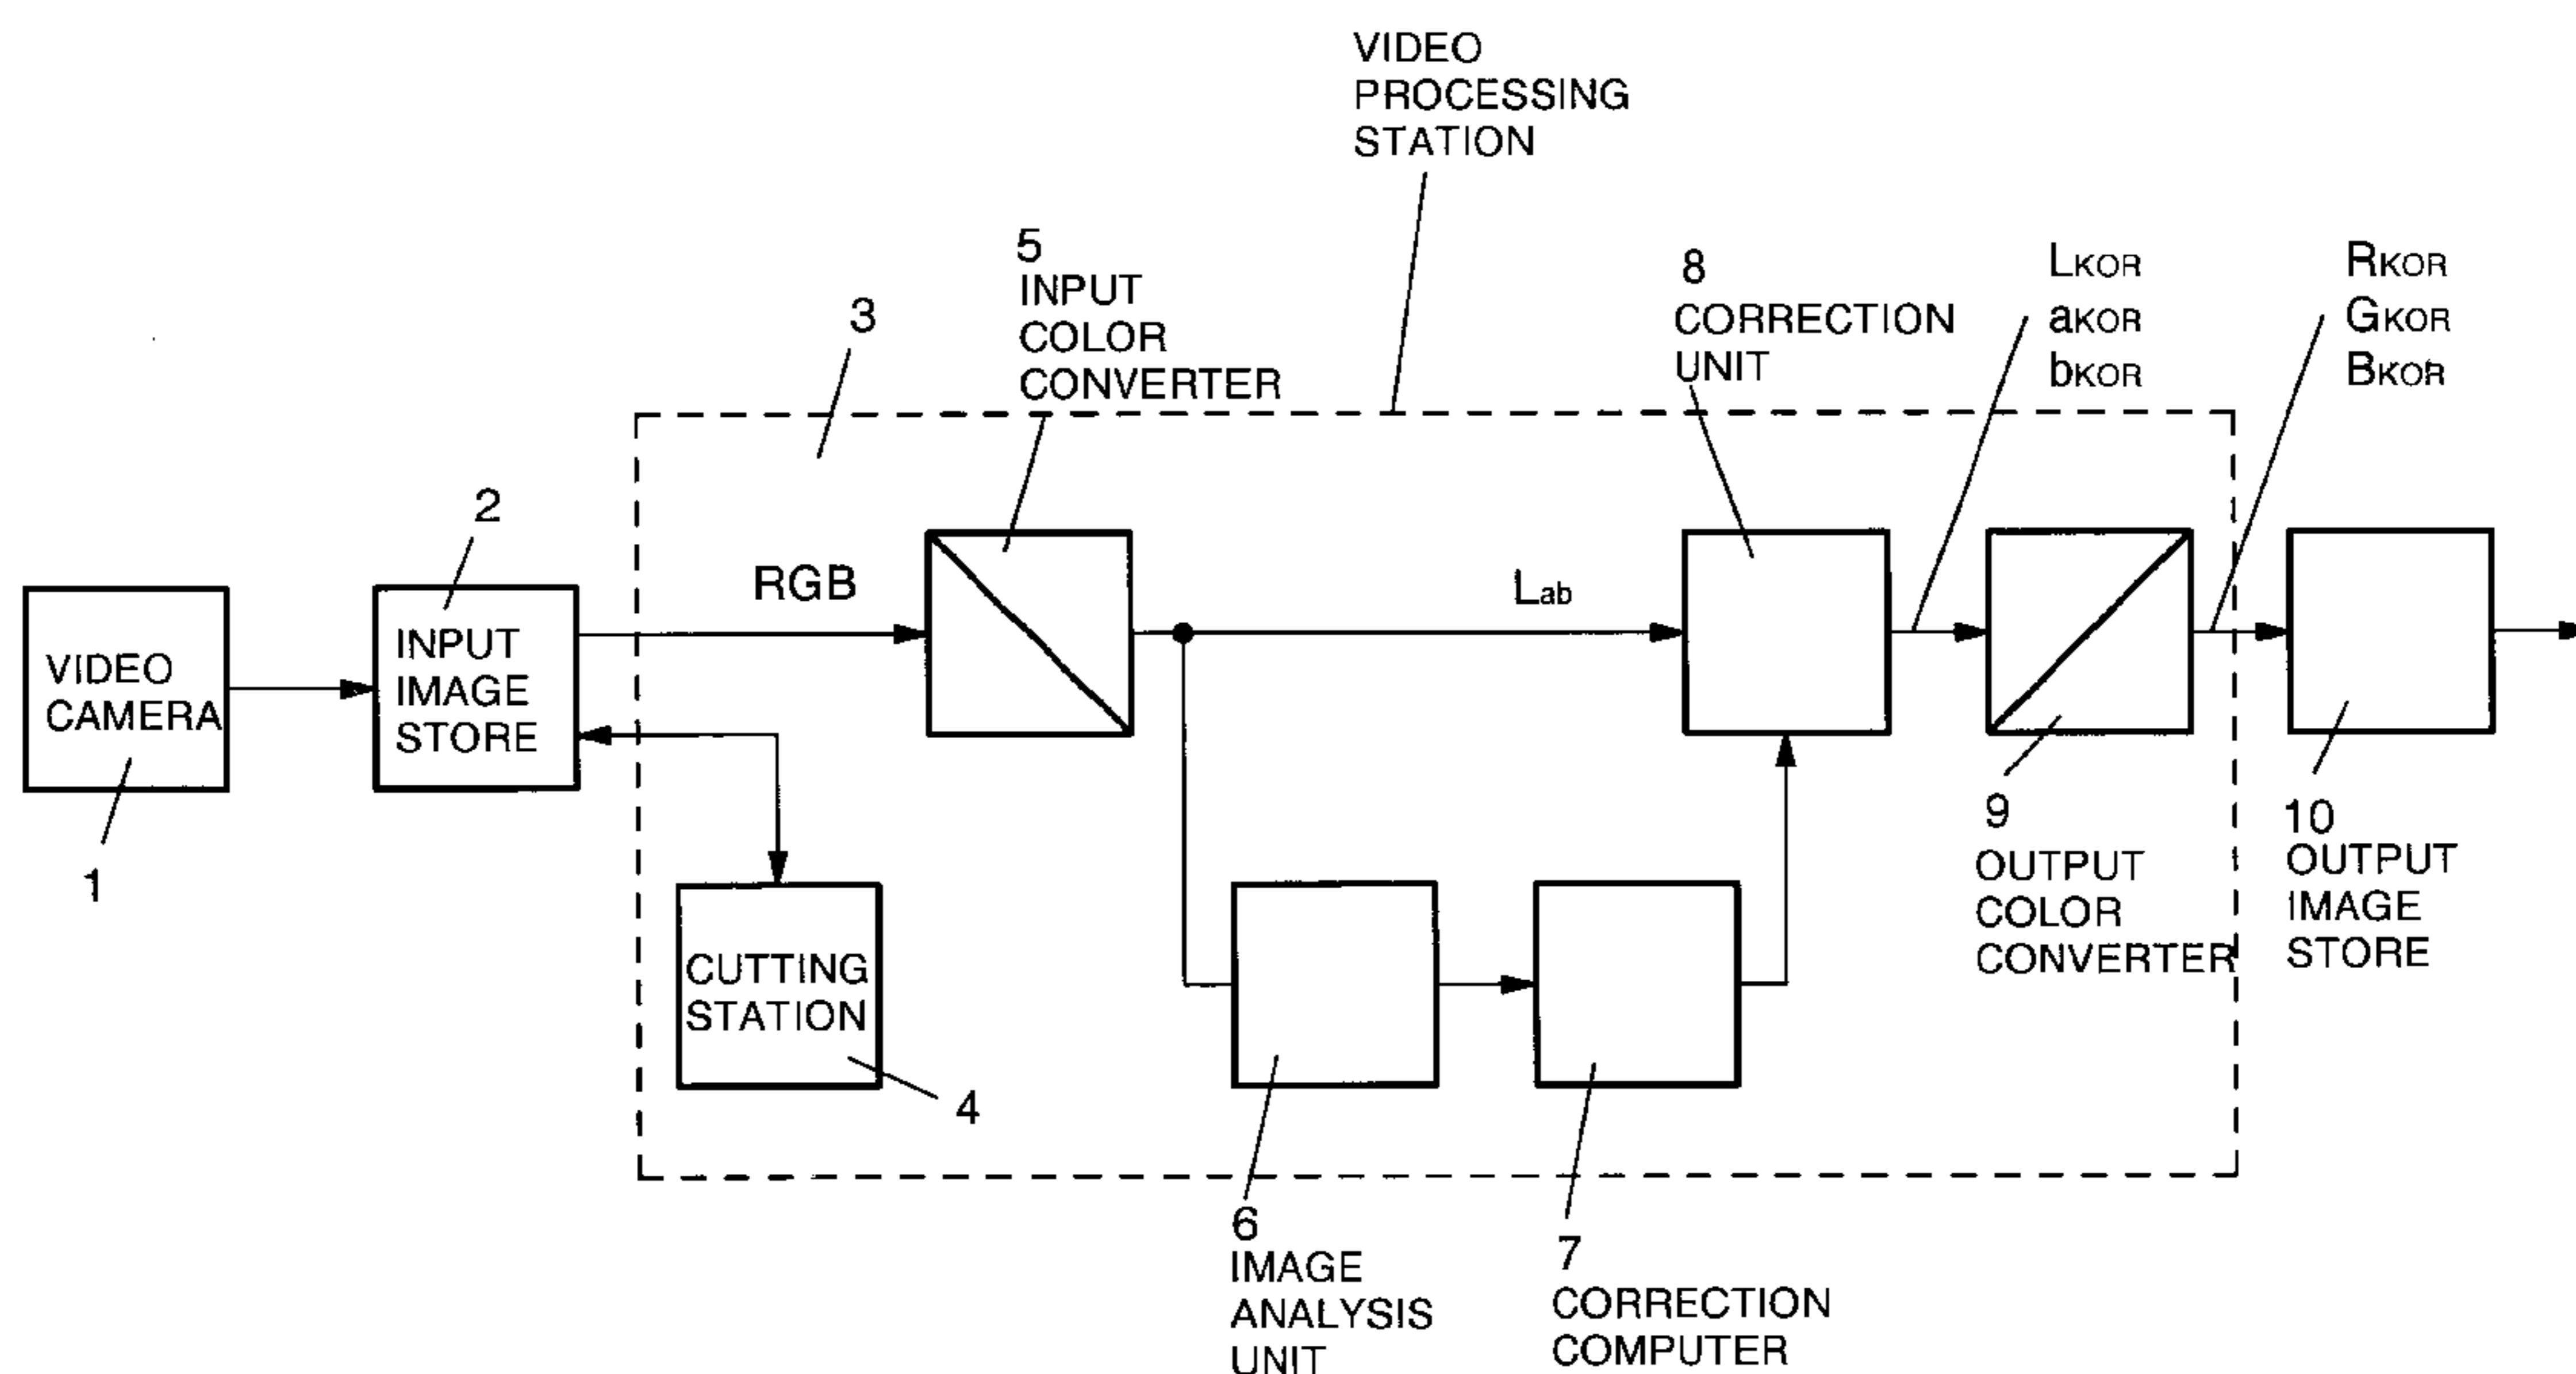 VIDEO
PROCESSING
STATION
5
INPUT
COLOR
CONVERTER
3
8
CORRECTION
UNIT
LKOR
aKOR
bKOR
RKOR
GKOR
BKOR
2
RGB
Lab
VIDEO
CAMERA
1
INPUT
IMAGE
STORE
CUTTING
STATION
4
9
OUTPUT
COLOR
CONVERTER
10
OUTPUT
IMAGE
STORE
6
IMAGE
ANALYSIS
UNIT
7
CORRECTION
COMPUTER